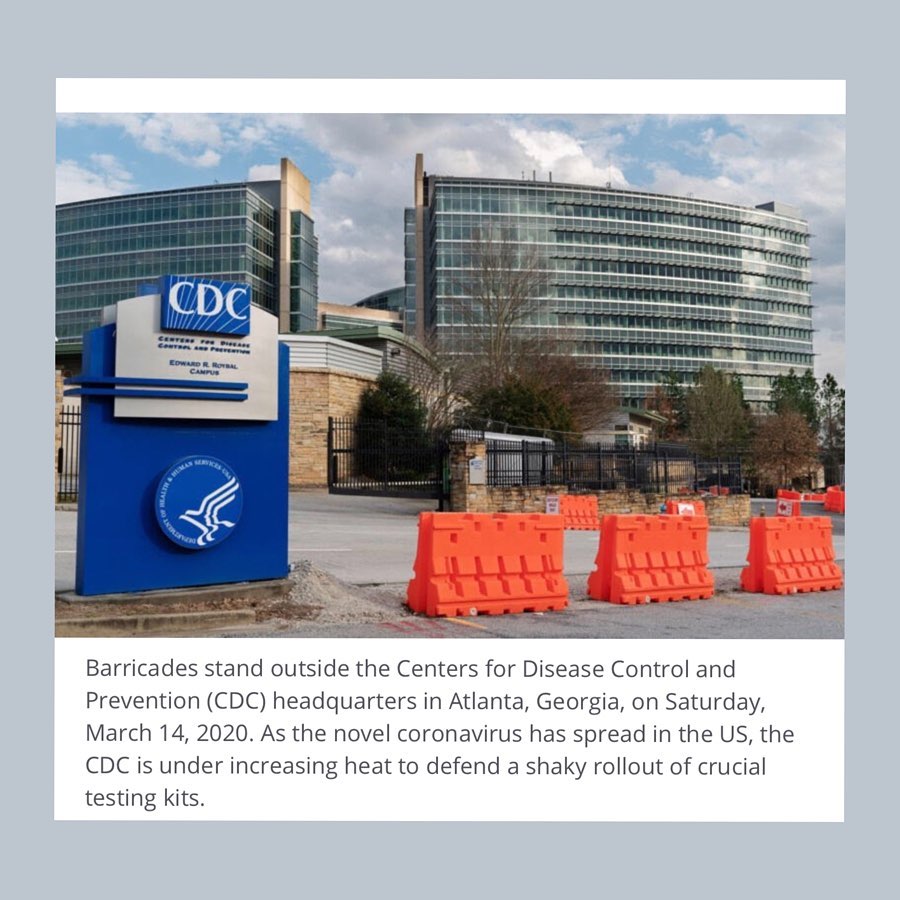 CDC
CENTERS FOR DISEASE
CONTROL AND PREVENTION
EDWARD R. ROYBAL
CAMPUS
DEPARTMENT OF HEALTH & HUMAN SERVICES·USA
Barricades stand outside the Centers for Disease Control and
Prevention (CDC) headquarters in Atlanta, Georgia, on Saturday,
March 14, 2020. As the novel coronavirus has spread in the US, the
CDC is under increasing heat to defend a shaky rollout of crucial
testing kits.